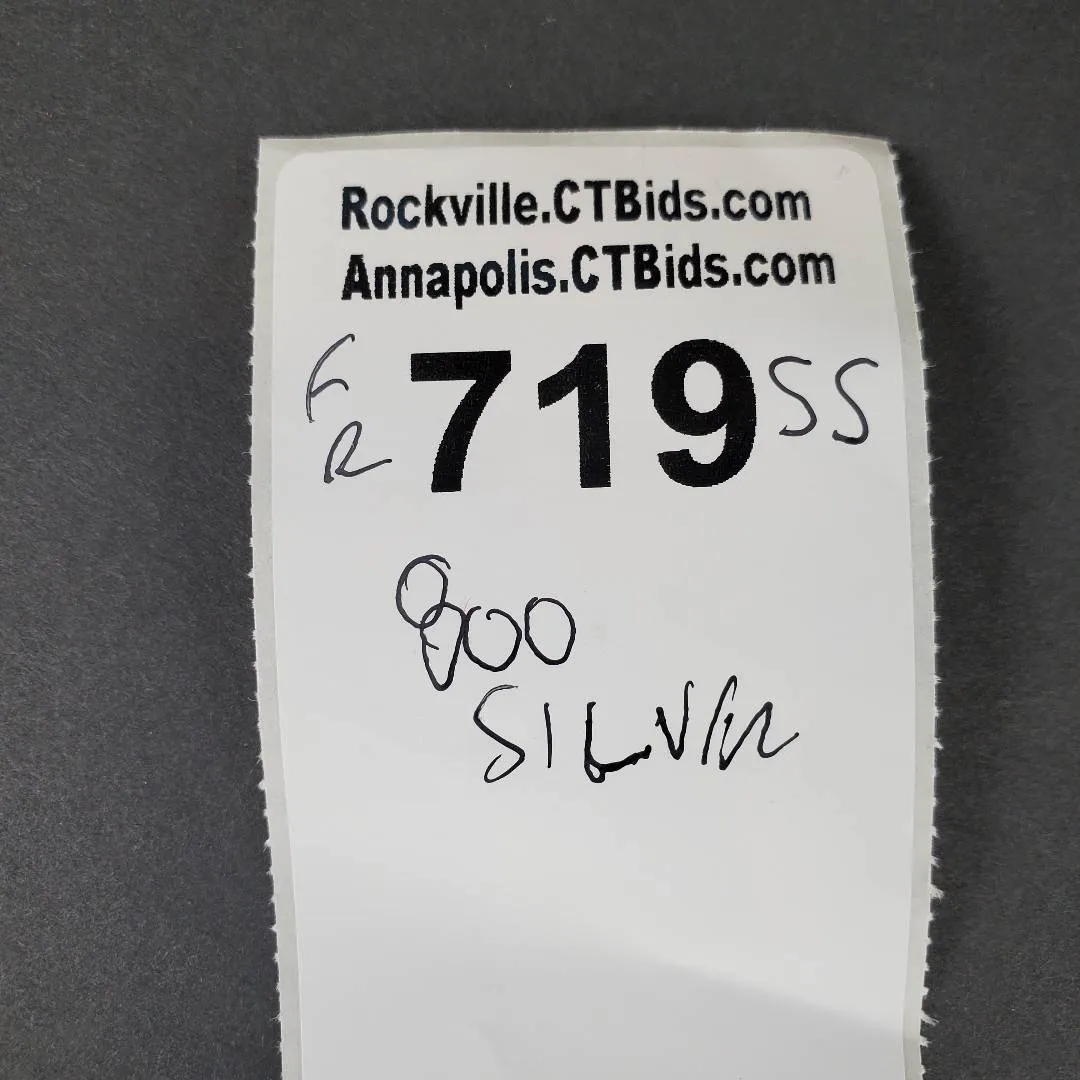 Rockville.CTBids.com
Annapolis.CTBids.com
FR 719 SS
800
SILVER